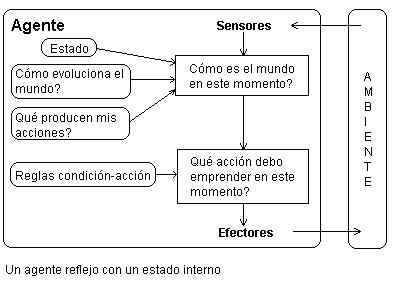 Agente
Sensores
Estado
Cómo evoluciona el
mundo?
Qué producen mis
acciones?
Cómo es el mundo
en este momento?
Reglas condición-acción
Qué acción debo
emprender en este
momento?
Efectores
A
M
B
I
E
N
T
E
Un agente reflejo con un estado interno